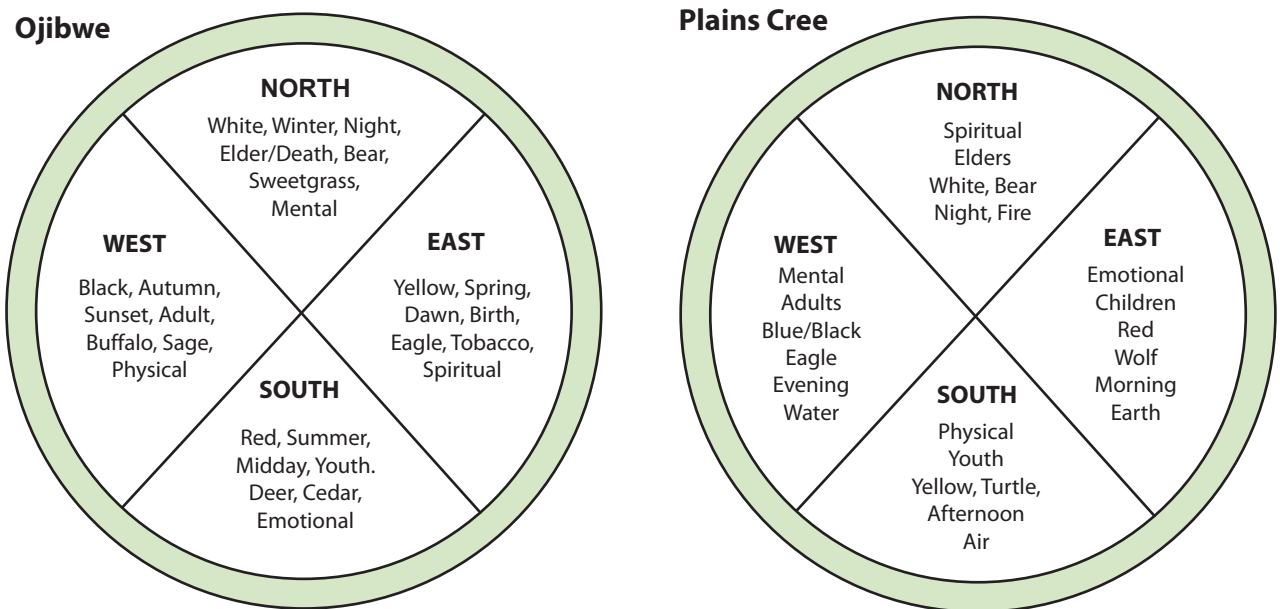 Ojibwe
NORTH
White, Winter, Night,
Elder/Death, Bear,
Sweetgrass,
Mental
WEST
Black, Autumn,
Sunset, Adult,
Buffalo, Sage,
Physical
EAST
Yellow, Spring,
Dawn, Birth,
Eagle, Tobacco,
Spiritual
SOUTH
Red, Summer,
Midday, Youth.
Deer, Cedar,
Emotional
Plains Cree
NORTH
Spiritual
Elders
White, Bear
Night, Fire
WEST
Mental
Adults
Blue/Black
Eagle
Evening
Water
EAST
Emotional
Children
Red
Wolf
Morning
Earth
SOUTH
Physical
Youth
Yellow, Turtle,
Afternoon
Air